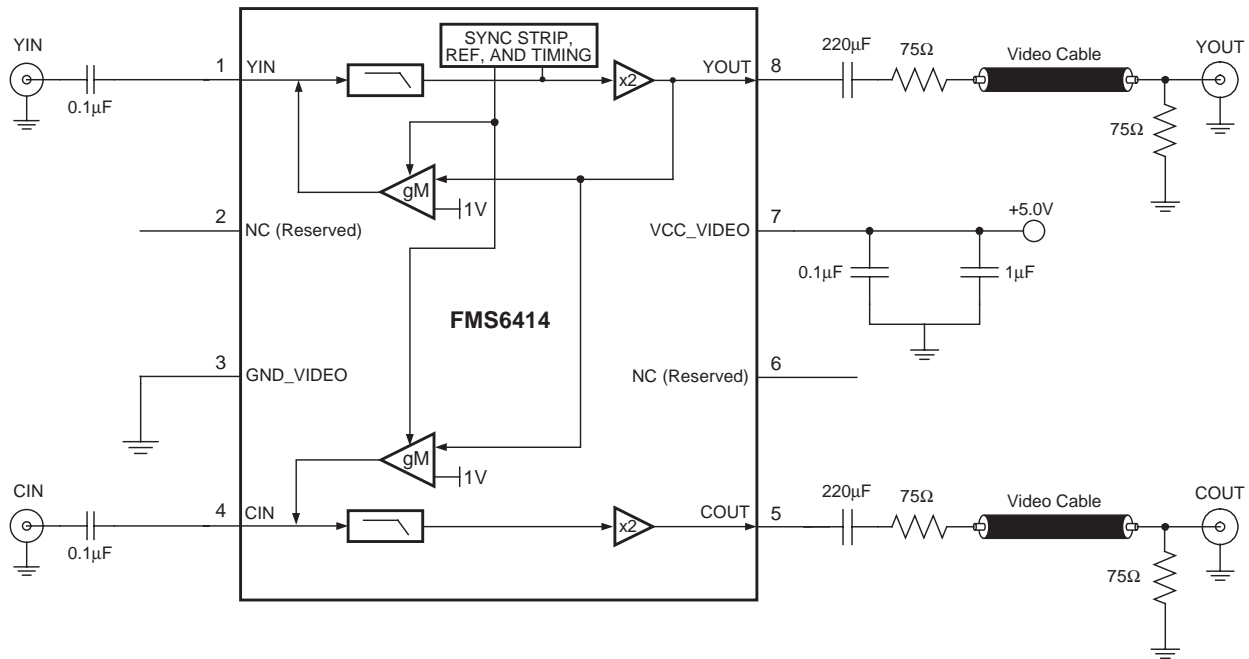 SYNC STRIP,
REF, AND TIMING
YIN
0.1µF
1
YIN
x2
YOUT
8
220µF
75Ω
Video Cable
YOUT
75Ω
gM
1V
2
NC (Reserved)
VCC_VIDEO
7
+5.0V
0.1µF
1µF
FMS6414
3
GND_VIDEO
NC (Reserved)
6
gM
1V
CIN
0.1µF
4
CIN
x2
COUT
5
220µF
75Ω
Video Cable
COUT
75Ω